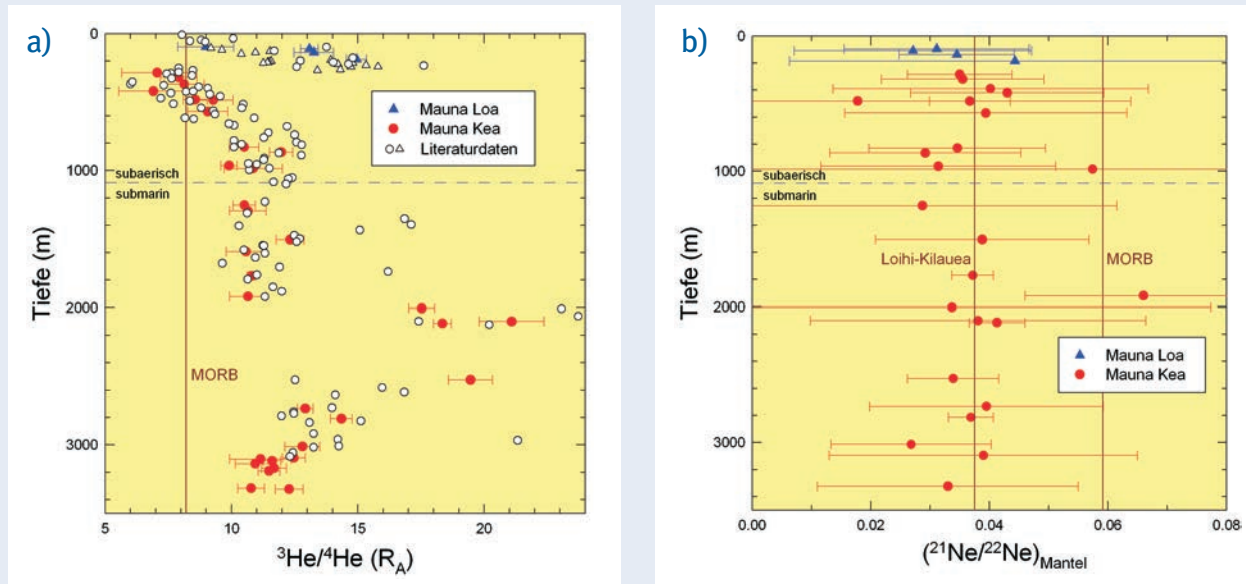 a)
0
1000
2000
3000
Tiefe (m)
Mauna Loa
Mauna Kea
Literaturdaten
subaerisch
submarin
MORB
5
10
15
20
³He/⁴He (R_A)
b)
0
1000
2000
3000
Tiefe (m)
subaerisch
submarin
Loihi-Kilauea
MORB
Mauna Loa
Mauna Kea
0.00
0.02
0.04
0.06
0.08
(²¹Ne/²²Ne)_Mantel